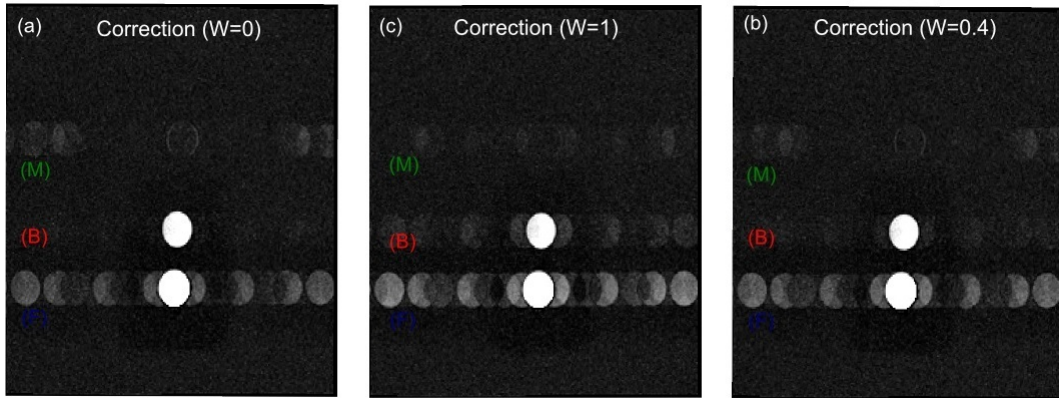 (a) Correction (W=0)
(M)
(B)
(F)
(c) Correction (W=1)
(M)
(B)
(F)
(b) Correction (W=0.4)
(M)
(B)
(F)